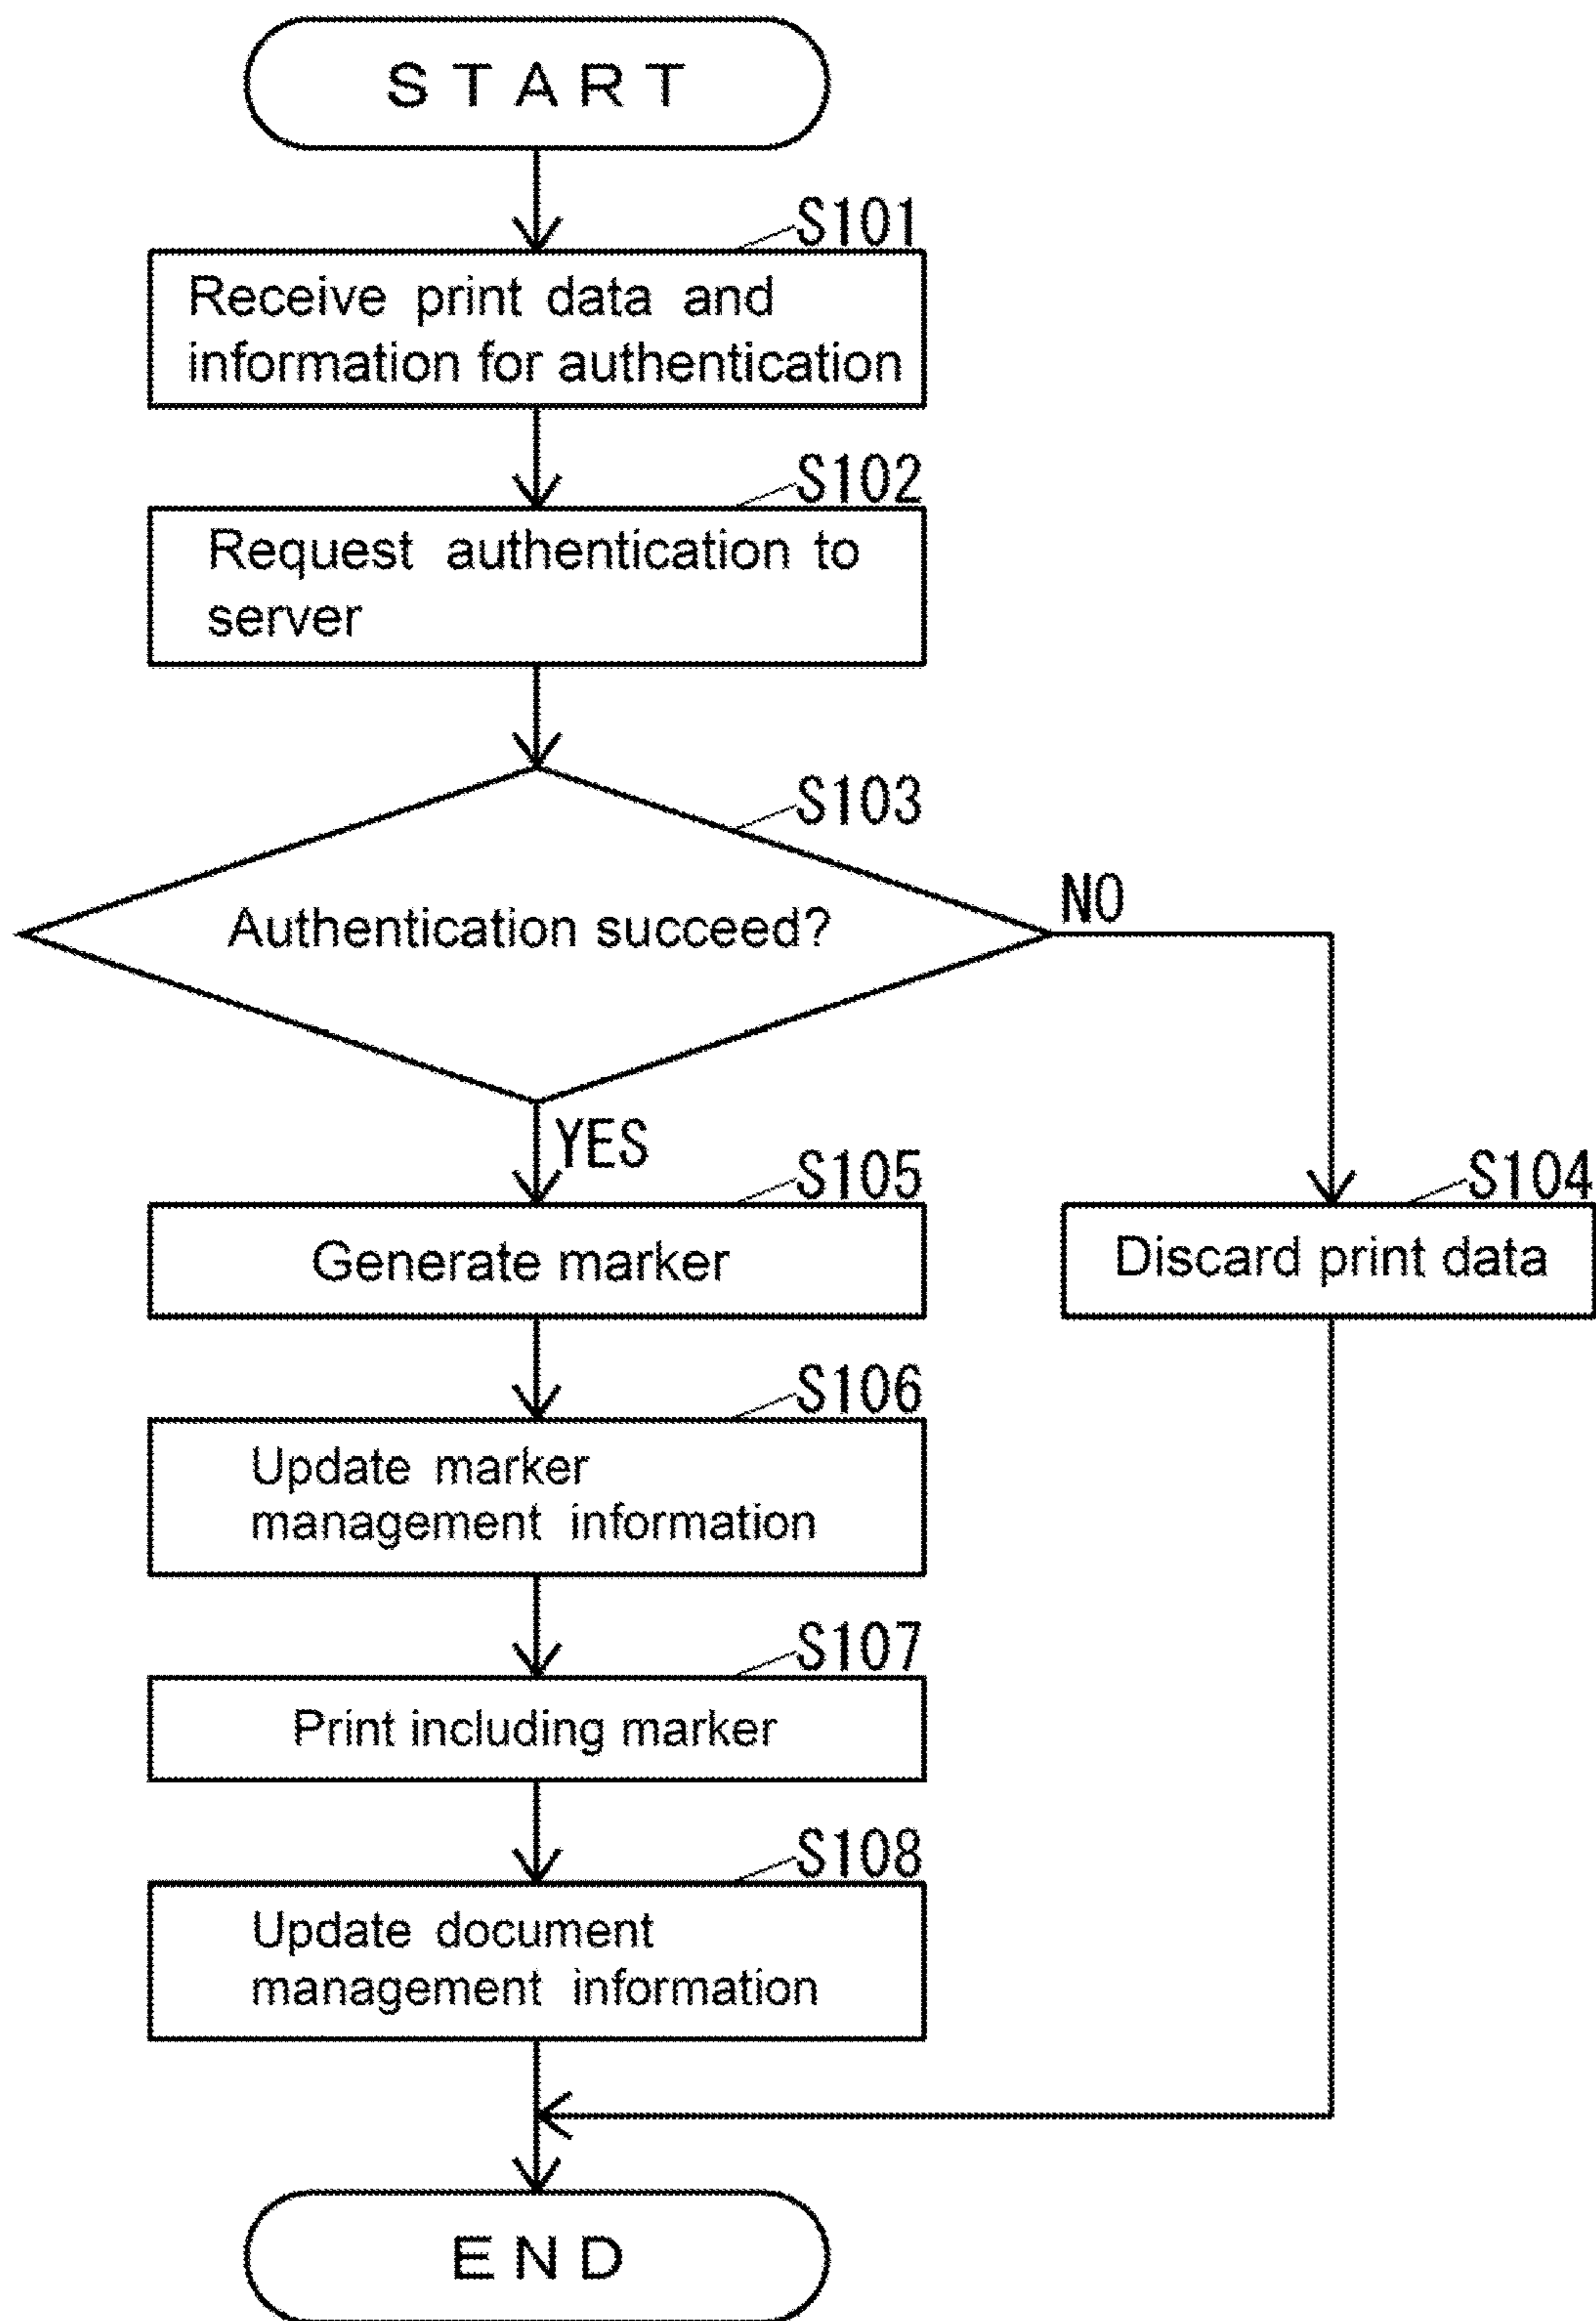 START
S101
Receive print data and
information for authentication
S102
Request authentication to
server
S103
Authentication succeed?
NO
YES
S105
Generate marker
S104
Discard print data
S106
Update marker
management information
S107
Print including marker
S108
Update document
management information
END